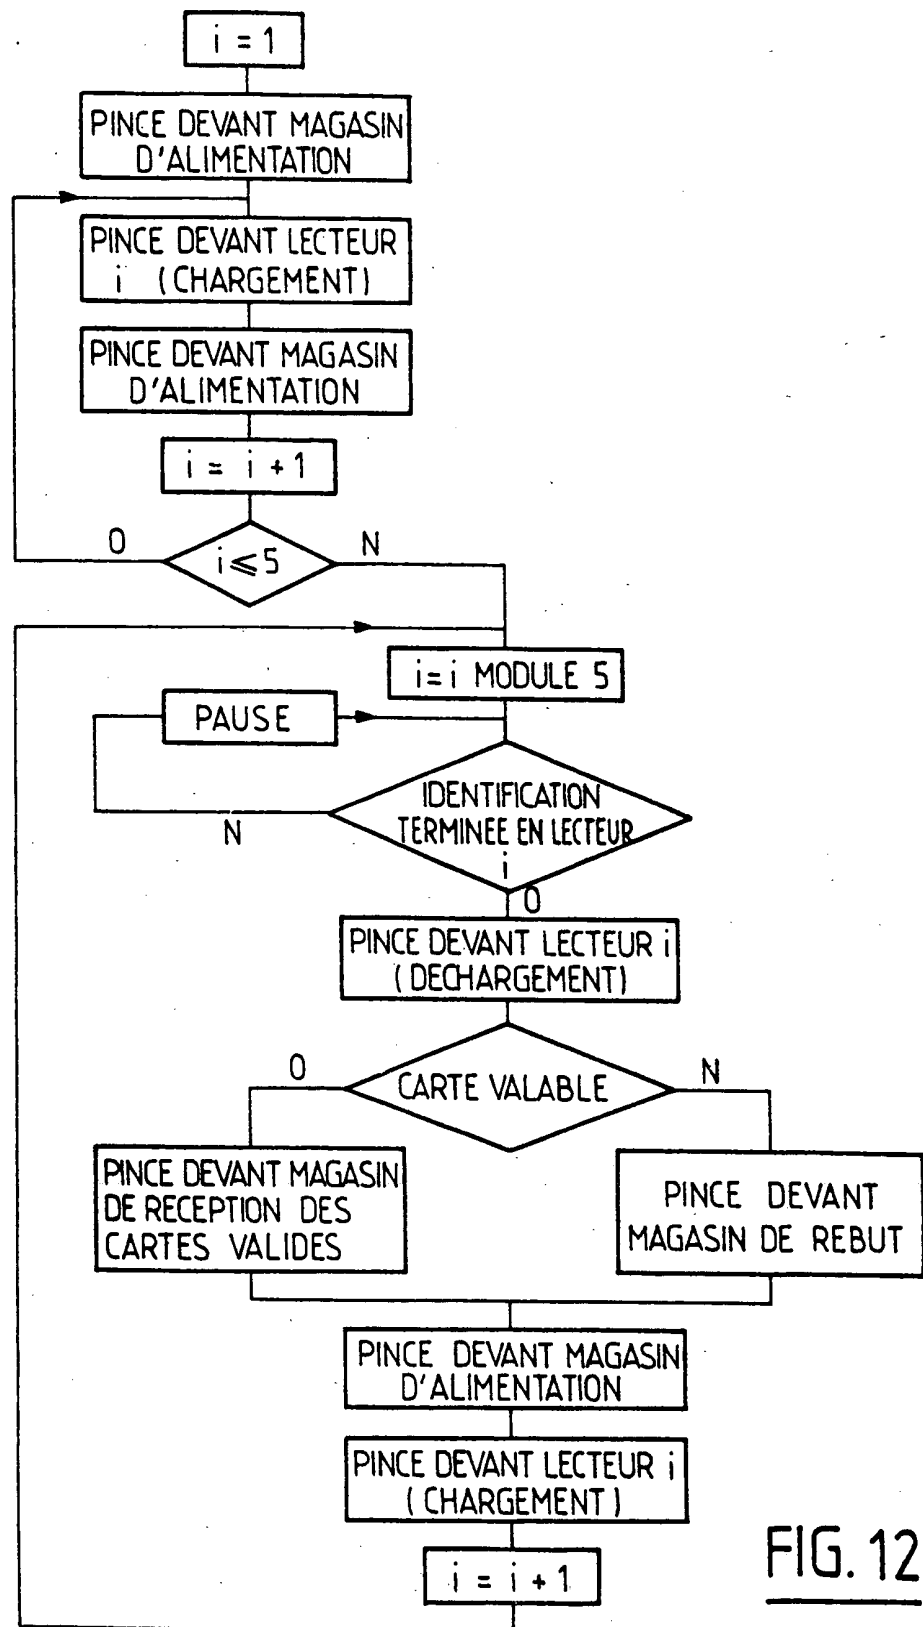 i = 1
PINCE DEVANT MAGASIN
D'ALIMENTATION
PINCE DEVANT LECTEUR
i (CHARGEMENT)
PINCE DEVANT MAGASIN
D'ALIMENTATION
i = i + 1
O
i ≤ 5
N
i = i MODULE 5
PAUSE
IDENTIFICATION
TERMINEE EN LECTEUR
i
N
O
PINCE DEVANT LECTEUR i
(DECHARGEMENT)
O
CARTE VALABLE
N
PINCE DEVANT MAGASIN
DE RECEPTION DES
CARTES VALIDES
PINCE DEVANT
MAGASIN DE REBUT
PINCE DEVANT MAGASIN
D'ALIMENTATION
PINCE DEVANT LECTEUR i
(CHARGEMENT)
i = i + 1
FIG. 12